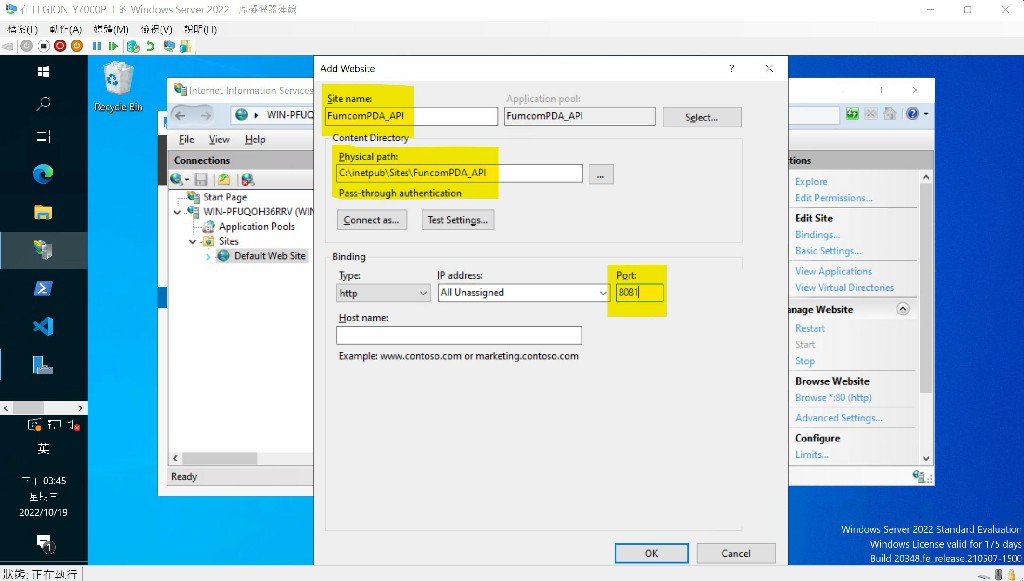 在 LEGION-Y7000P 上的 Windows Server 2022 - 虛擬機器連線
檔案(F) 動作(A) 媒體(M) 檢視(V) 說明(H)
Recycle Bin
Internet Information Services
WIN-PFUQ
File View Help
Connections
Start Page
WIN-PFUQOH36RRV (WIN
Application Pools
Sites
Default Web Site
Ready
Add Website
Site name:
Application pool:
FumcomPDA_API
FumcomPDA_API
Select...
Content Directory
Physical path:
C:\inetpub\Sites\FuncomPDA_API
...
Pass-through authentication
Connect as...
Test Settings...
Binding
Type:
IP address:
Port:
http
All Unassigned
8081
Host name:
Example: www.contoso.com or marketing.contoso.com
OK
Cancel
tions
Explore
Edit Permissions...
Edit Site
Bindings...
Basic Settings...
View Applications
View Virtual Directories
anage Website
Restart
Start
Stop
Browse Website
Browse *:80 (http)
Advanced Settings...
Configure
Limits...
英
下午 03:45
星期三
2022/10/19
1
Windows Server 2022 Standard Evaluation
Windows License valid for 175 days
Build 20348.fe_release.210507-1500
狀態: 正在執行